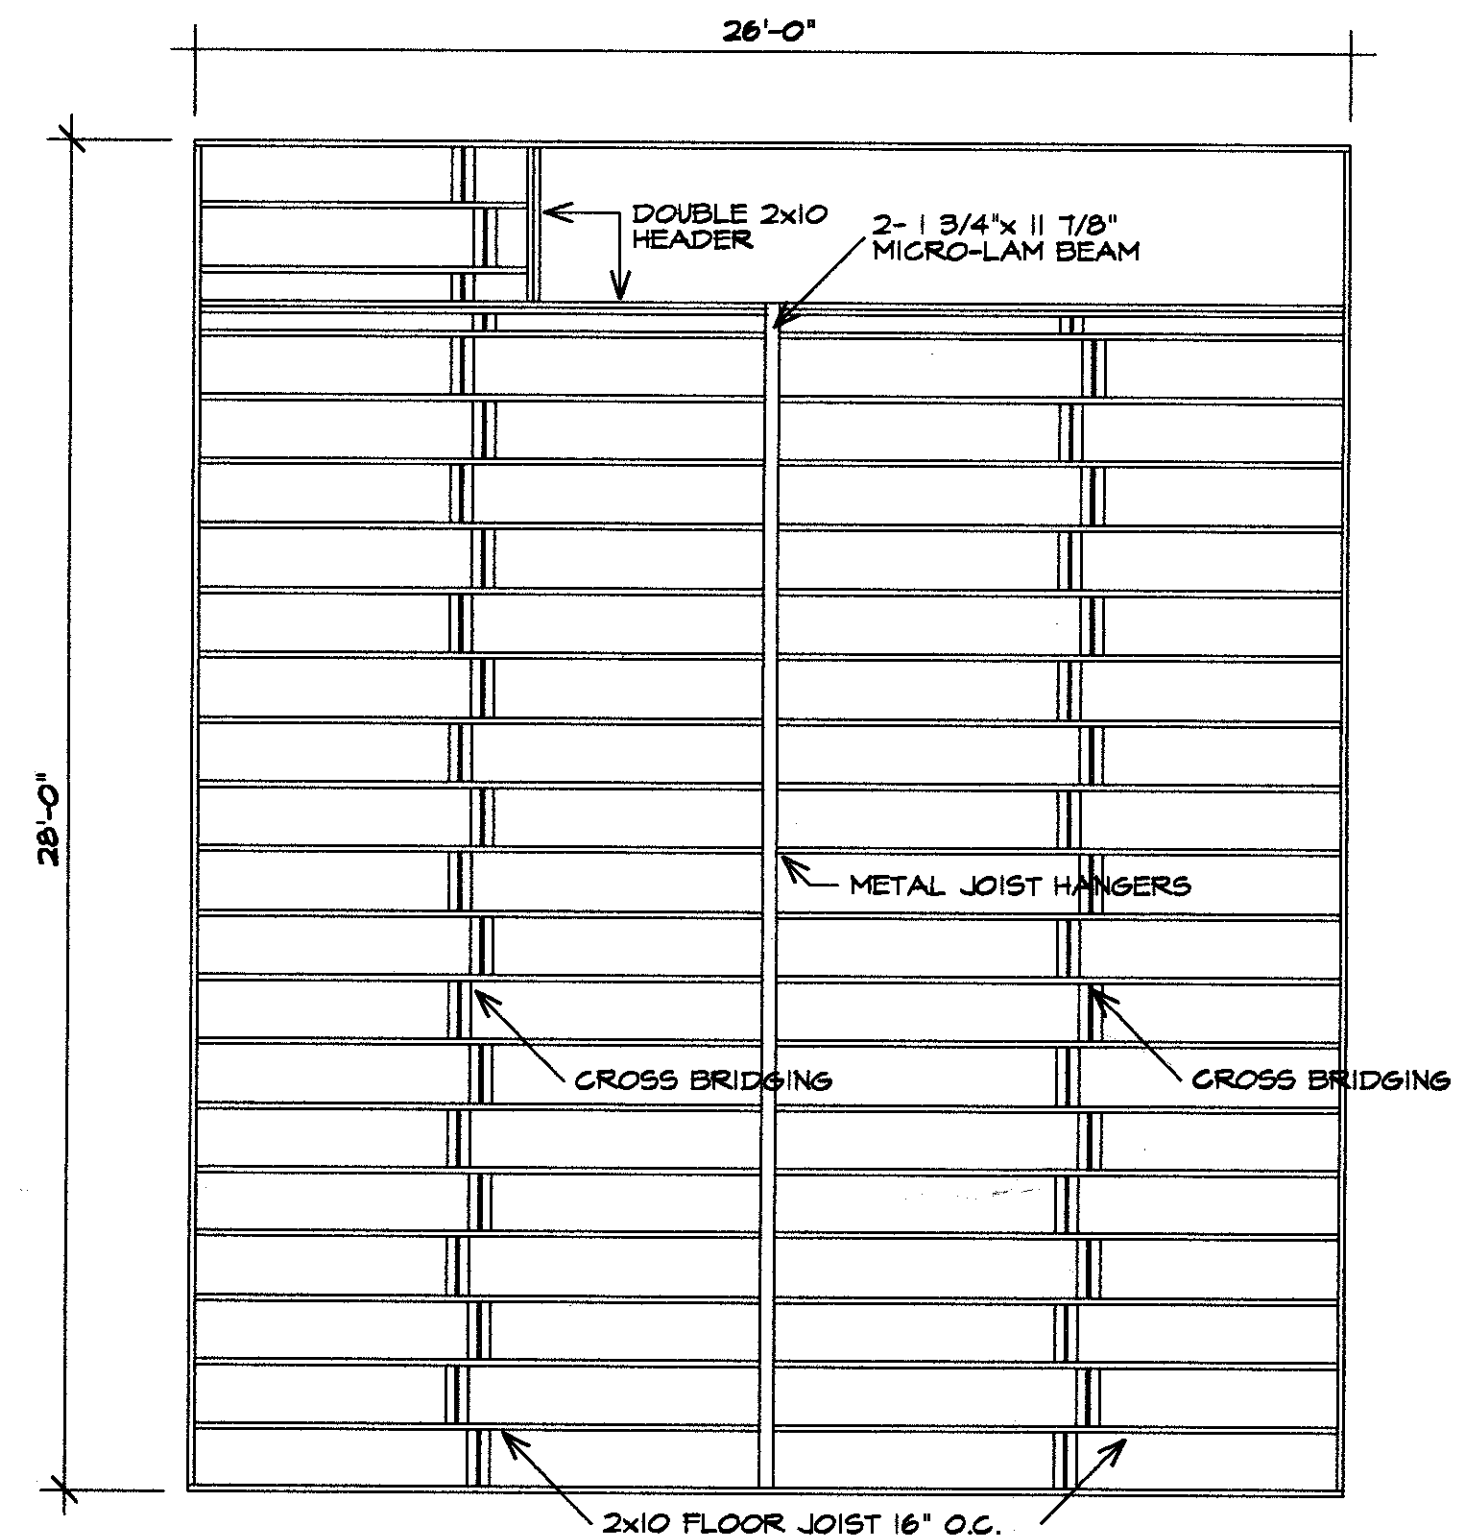 26'-0"
DOUBLE 2x10
HEADER
2- 1 3/4"x 11 7/8"
MICRO-LAM BEAM
28'-0"
METAL JOIST HANGERS
CROSS BRIDGING
CROSS BRIDGING
2x10 FLOOR JOIST 16" O.C.